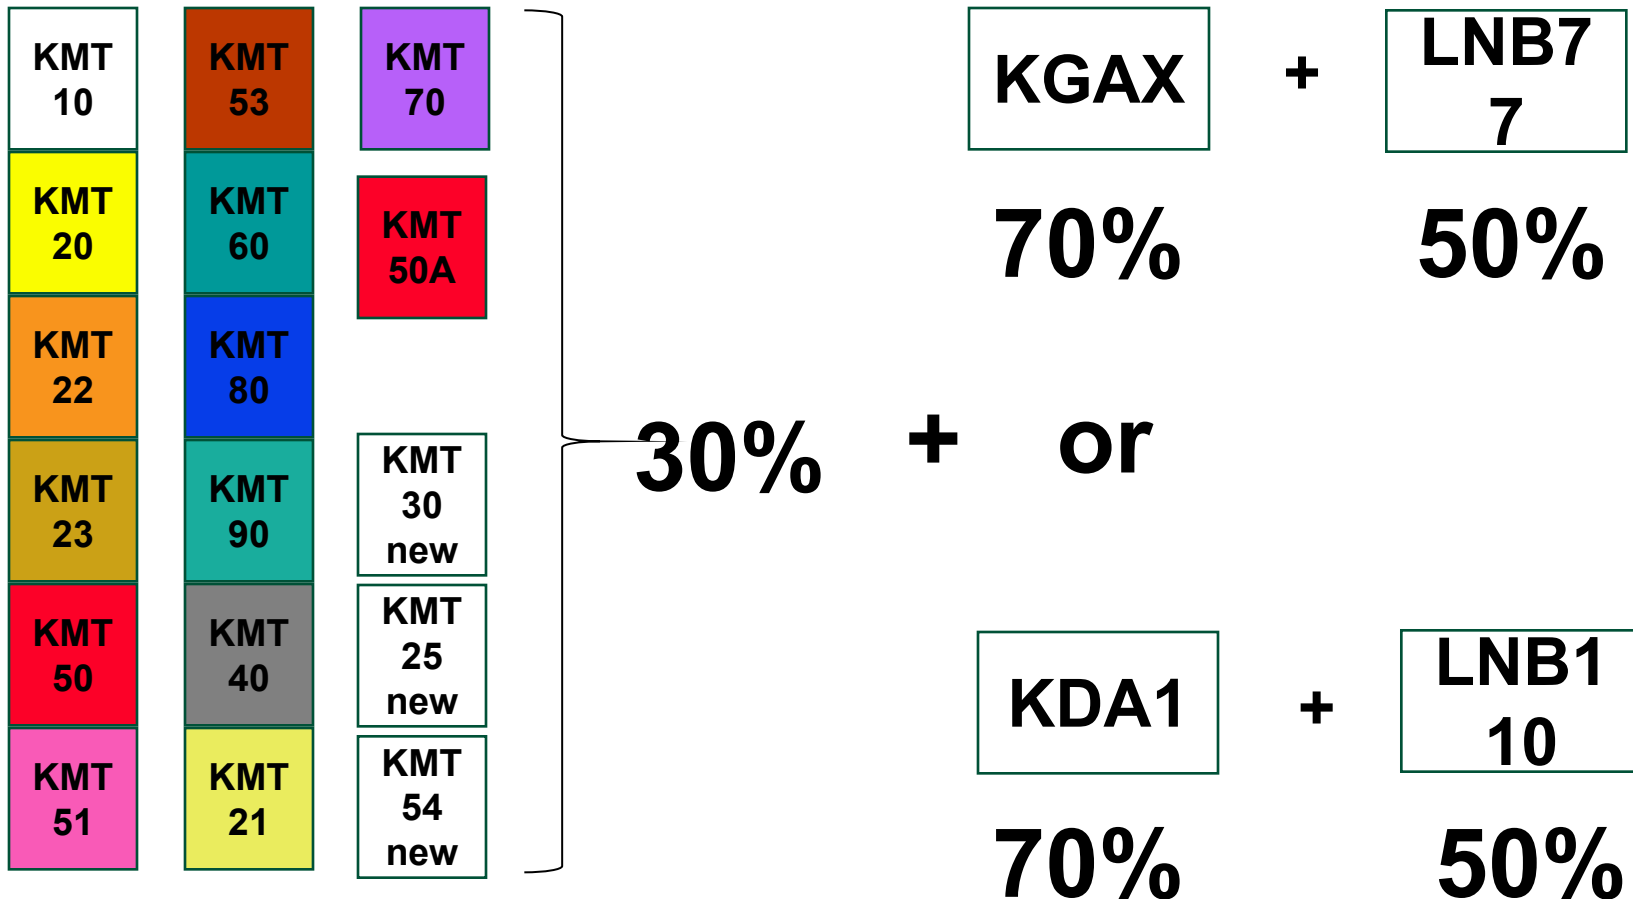 KMT
10
KMT
20
KMT
22
KMT
23
KMT
50
KMT
51
KMT
53
KMT
60
KMT
80
KMT
90
KMT
40
KMT
21
KMT
70
KMT
50A
KMT
30
new
KMT
25
new
KMT
54
new
30%
+ or
KGAX + LNB7
7
70% 50%
KDA1 + LNB1
10
70% 50%